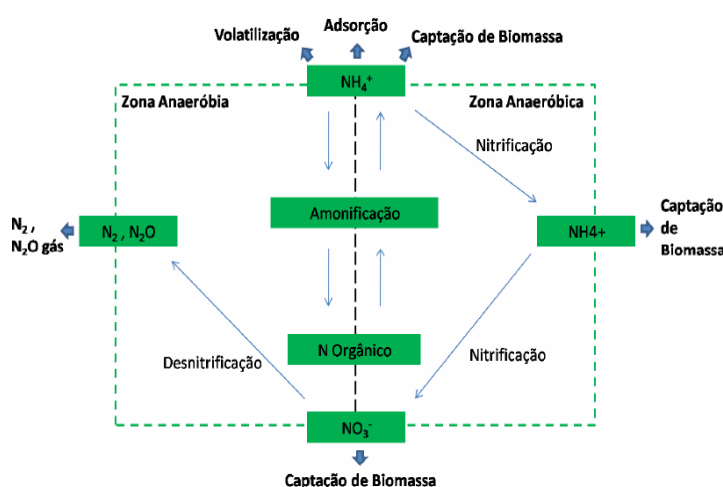 Adsorção
Volatilização
Captação de Biomassa
NH₄⁺
Zona Anaeróbia
Zona Anaeróbica
Nitrificação
Amonificação
N₂ ,
N₂O gás
N₂ , N₂O
NH4+
Captação
de
Biomassa
N Orgânico
Desnitrificação
Nitrificação
NO₃⁻
Captação de Biomassa